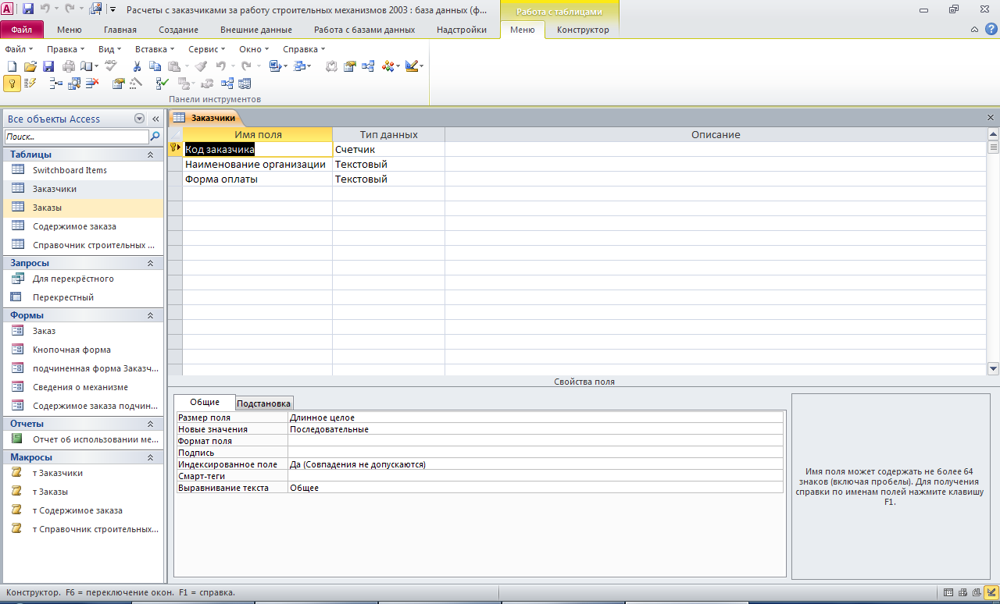 Расчеты с заказчиками за работу строительных механизмов 2003 : база данных (ф...
Работа с таблицами
Файл Меню Главная Создание Внешние данные Работа с базами данных Надстройки Меню Конструктор
Файл Правка Вид Вставка Сервис Окно Справка
Панели инструментов
Все объекты Access
Поиск...
Таблицы
Switchboard Items
Заказчики
Заказы
Содержимое заказа
Справочник строительных ...
Запросы
Для перекрёстного
Перекрестный
Формы
Заказ
Кнопочная форма
подчиненная форма Заказч...
Сведения о механизме
Содержимое заказа подчин...
Отчеты
Отчет об использовании ме...
Макросы
т Заказчики
т Заказы
т Содержимое заказа
т Справочник строительных...
Заказчики
Имя поля Тип данных Описание
Код заказчика Счетчик
Наименование организации Текстовый
Форма оплаты Текстовый
Свойства поля
Общие Подстановка
Размер поля Длинное целое
Новые значения Последовательные
Формат поля
Подпись
Индексированное поле Да (Совпадения не допускаются)
Смарт-теги
Выравнивание текста Общее
Имя поля может содержать не более 64
знаков (включая пробелы). Для получения
справки по именам полей нажмите клавишу
F1.
Конструктор. F6 = переключение окон. F1 = справка.